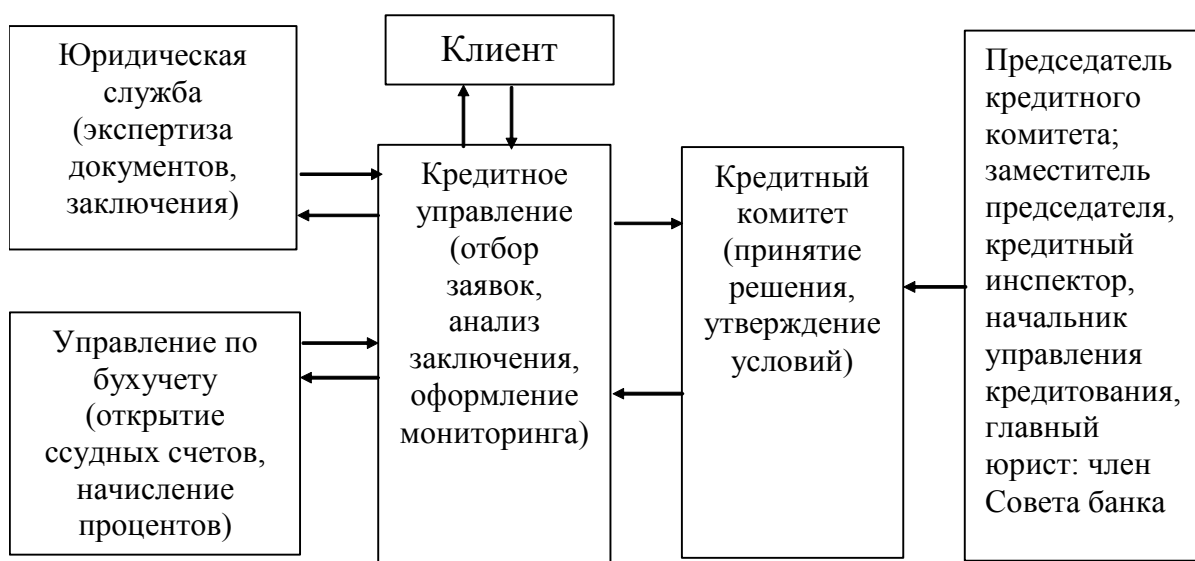 Юридическая
служба
(экспертиза
документов,
заключения)
Клиент
Управление по
бухучету
(открытие
ссудных счетов,
начисление
процентов)
Кредитное
управление
(отбор
заявок,
анализ
заключения,
оформление
мониторинга)
Кредитный
комитет
(принятие
решения,
утверждение
условий)
Председатель
кредитного
комитета;
заместитель
председателя,
кредитный
инспектор,
начальник
управления
кредитования,
главный
юрист: член
Совета банка